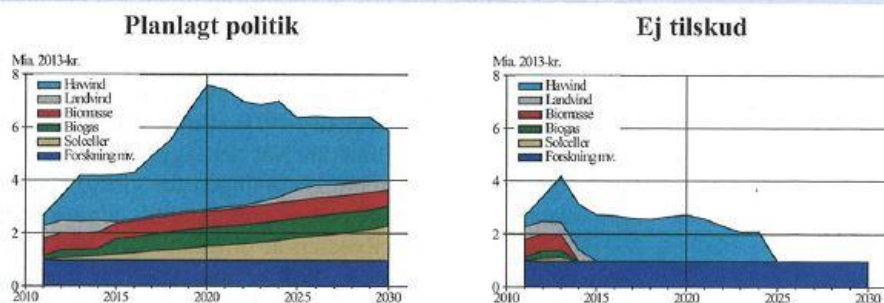 Planlagt politik
Mia. 2013-kr.
8
6
4
2
0
Havvind
Landvind
Biomasse
Biogas
Solceller
Forskning mv.
2010
2015
2020
2025
2030
Ej tilskud
Mia. 2013-kr.
8
6
4
2
0
Havvind
Landvind
Biomasse
Biogas
Solceller
Forskning mv.
2010
2015
2020
2025
2030